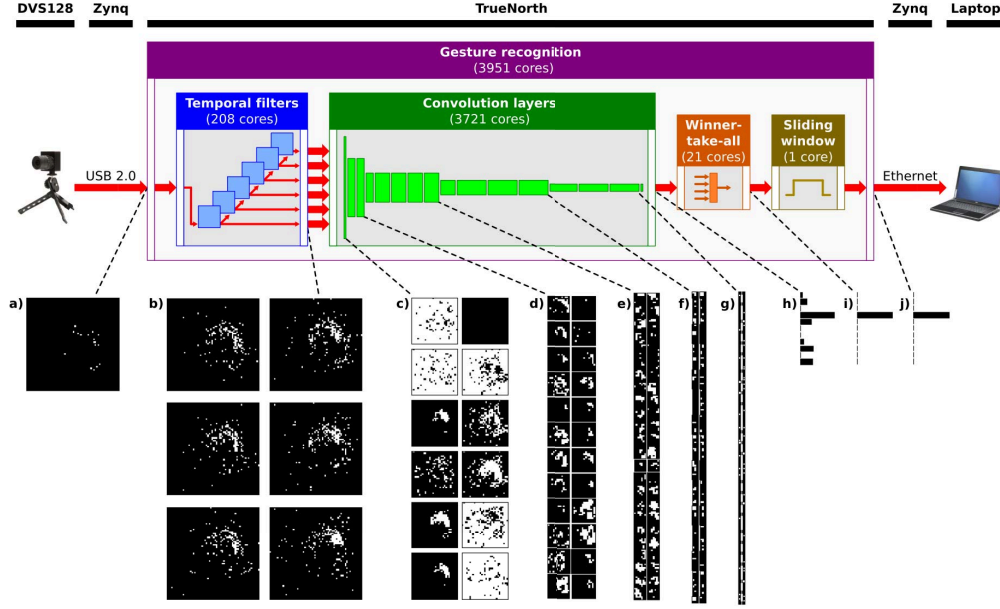 DVS128 Zynq TrueNorth Zynq Laptop
Gesture recognition
(3951 cores)
Temporal filters
(208 cores)
Convolution layers
(3721 cores)
Winner-
take-all
(21 cores)
Sliding
window
(1 core)
USB 2.0
Ethernet
a) b) c) d) e) f) g) h) i) j)